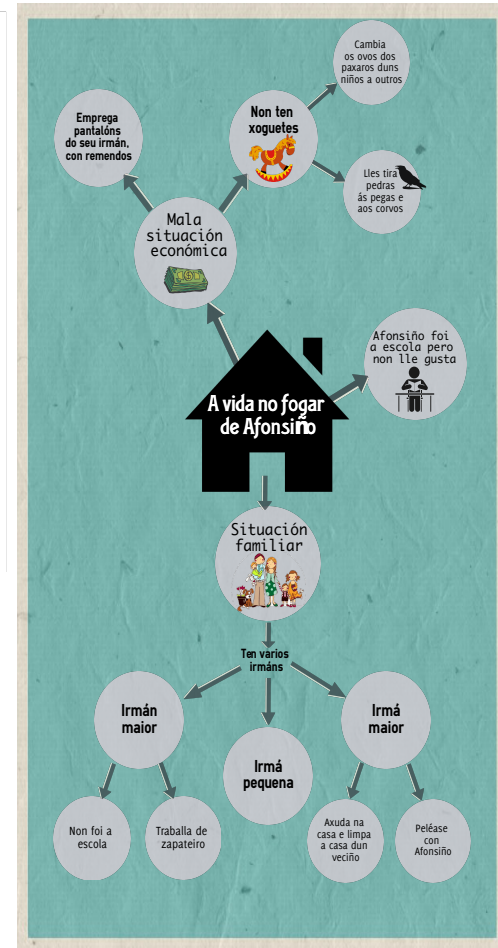 Cambia
os ovos dos
paxaros duns
niños a outros
Emprega
pantalóns
do seu irmán,
con remendos
Non ten
xoguetes
Lles tira
pedras
ás pegas e
aos corvos
Mala
situación
económica
Afonsiño foi
a escola pero
non lle gusta
A vida no fogar
de Afonsiño
Situación
familiar
Ten varios
irmáns
Irmán
maior
Irmá
pequena
Irmá
maior
Non foi a
escola
Traballa de
zapateiro
Axuda na
casa e limpa
a casa dun
veciño
Peléase
con
Afonsiño